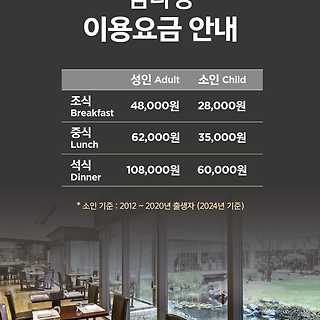 이용요금 안내
성인 Adult 소인 Child
조식 Breakfast 48,000원 28,000원
중식 Lunch 62,000원 35,000원
석식 Dinner 108,000원 60,000원
* 소인 기준 : 2012 ~ 2020년 출생자 (2024년 기준)